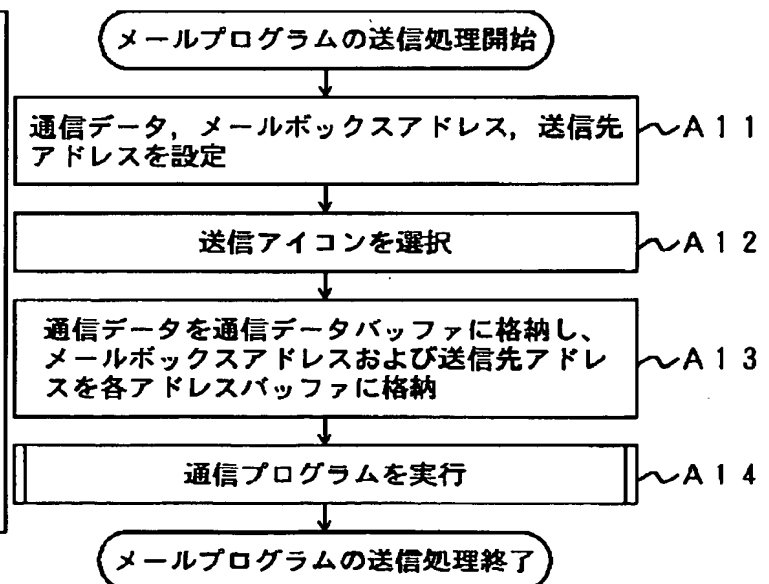 メールプログラムの送信処理開始
通信データ，メールボックスアドレス，送信先
アドレスを設定
A11
送信アイコンを選択
A12
通信データを通信データバッファに格納し、
メールボックスアドレスおよび送信先アドレ
スを各アドレスバッファに格納
A13
通信プログラムを実行
A14
メールプログラムの送信処理終了